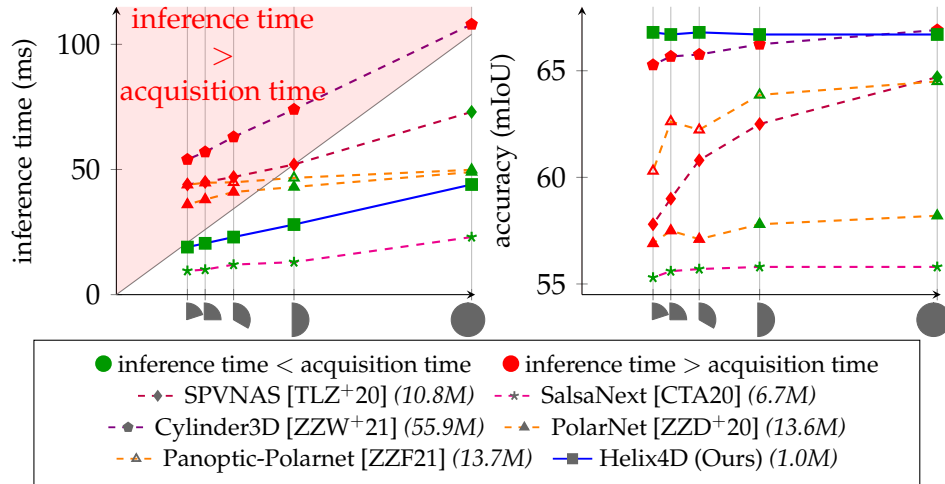 inference time
>
acquisition time
inference time (ms)
100
50
0
accuracy (mIoU)
65
60
55
inference time < acquisition time
inference time > acquisition time
SPVNAS [TLZ+20] (10.8M)
SalsaNext [CTA20] (6.7M)
Cylinder3D [ZZW+21] (55.9M)
PolarNet [ZZD+20] (13.6M)
Panoptic-Polarnet [ZZF21] (13.7M)
Helix4D (Ours) (1.0M)